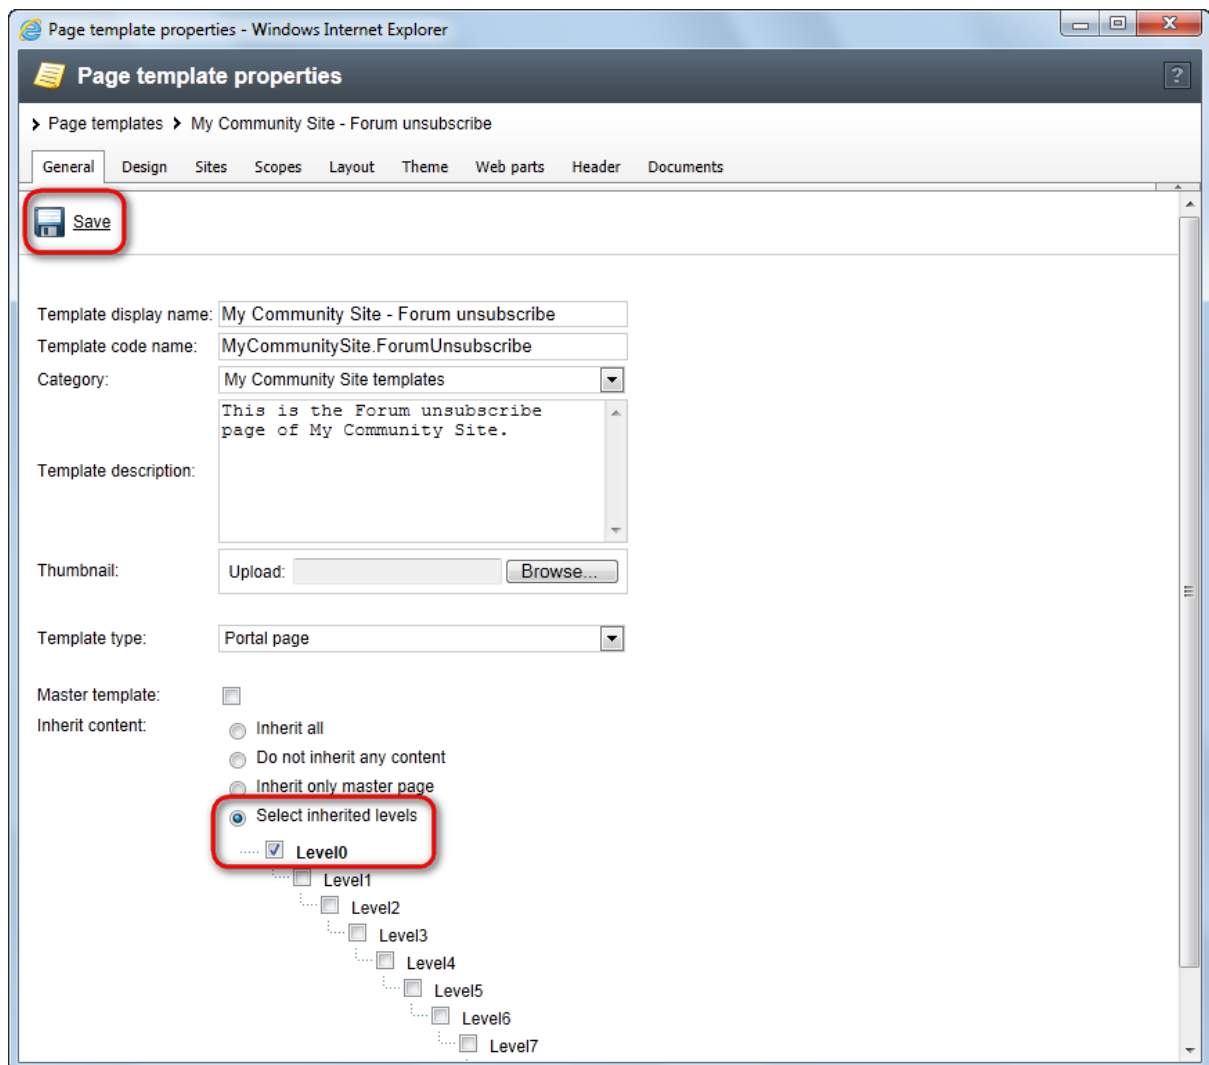 Page template properties - Windows Internet Explorer
Page template properties
?
Page templates > My Community Site - Forum unsubscribe
General Design Sites Scopes Layout Theme Web parts Header Documents
Save
Template display name: My Community Site - Forum unsubscribe
Template code name: MyCommunitySite.ForumUnsubscribe
Category: My Community Site templates
This is the Forum unsubscribe
page of My Community Site.
Template description:
Thumbnail: Upload: Browse...
Template type: Portal page
Master template:
Inherit content:
Inherit all
Do not inherit any content
Inherit only master page
Select inherited levels
Level0
Level1
Level2
Level3
Level4
Level5
Level6
Level7